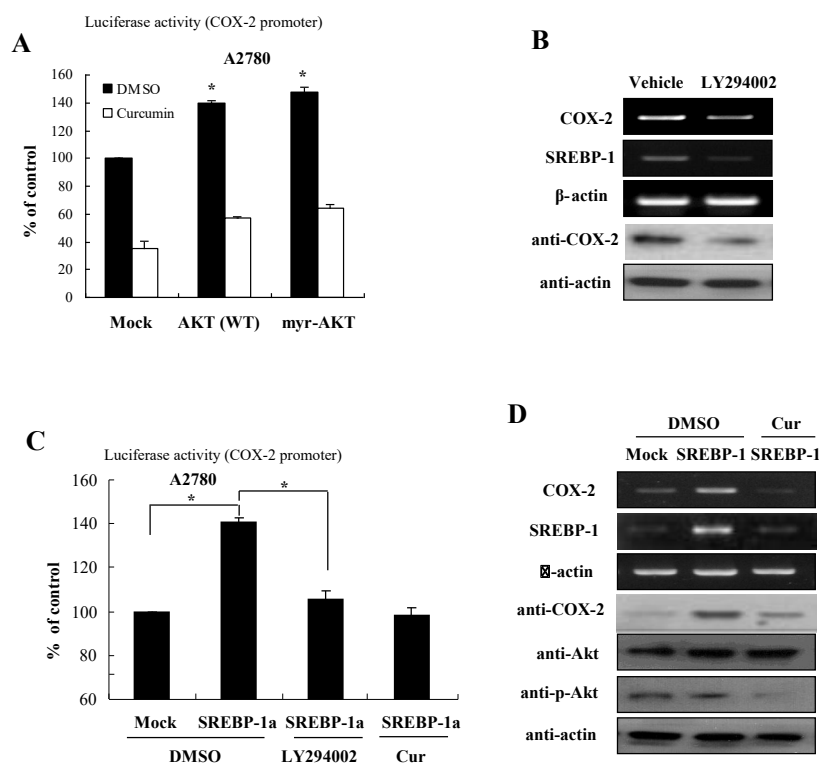 Luciferase activity (COX-2 promoter)
A
A2780
DMSO
Curcumin
*
*
% of control
160
140
120
100
80
60
40
20
0
Mock AKT (WT) myr-AKT
B
Vehicle LY294002
COX-2
SREBP-1
β-actin
anti-COX-2
anti-actin
C
Luciferase activity (COX-2 promoter)
A2780
*
*
% of control
160
140
120
100
80
60
Mock SREBP-1a SREBP-1a SREBP-1a
DMSO LY294002 Cur
D
DMSO Cur
Mock SREBP-1 SREBP-1
COX-2
SREBP-1
-actin
anti-COX-2
anti-Akt
anti-p-Akt
anti-actin